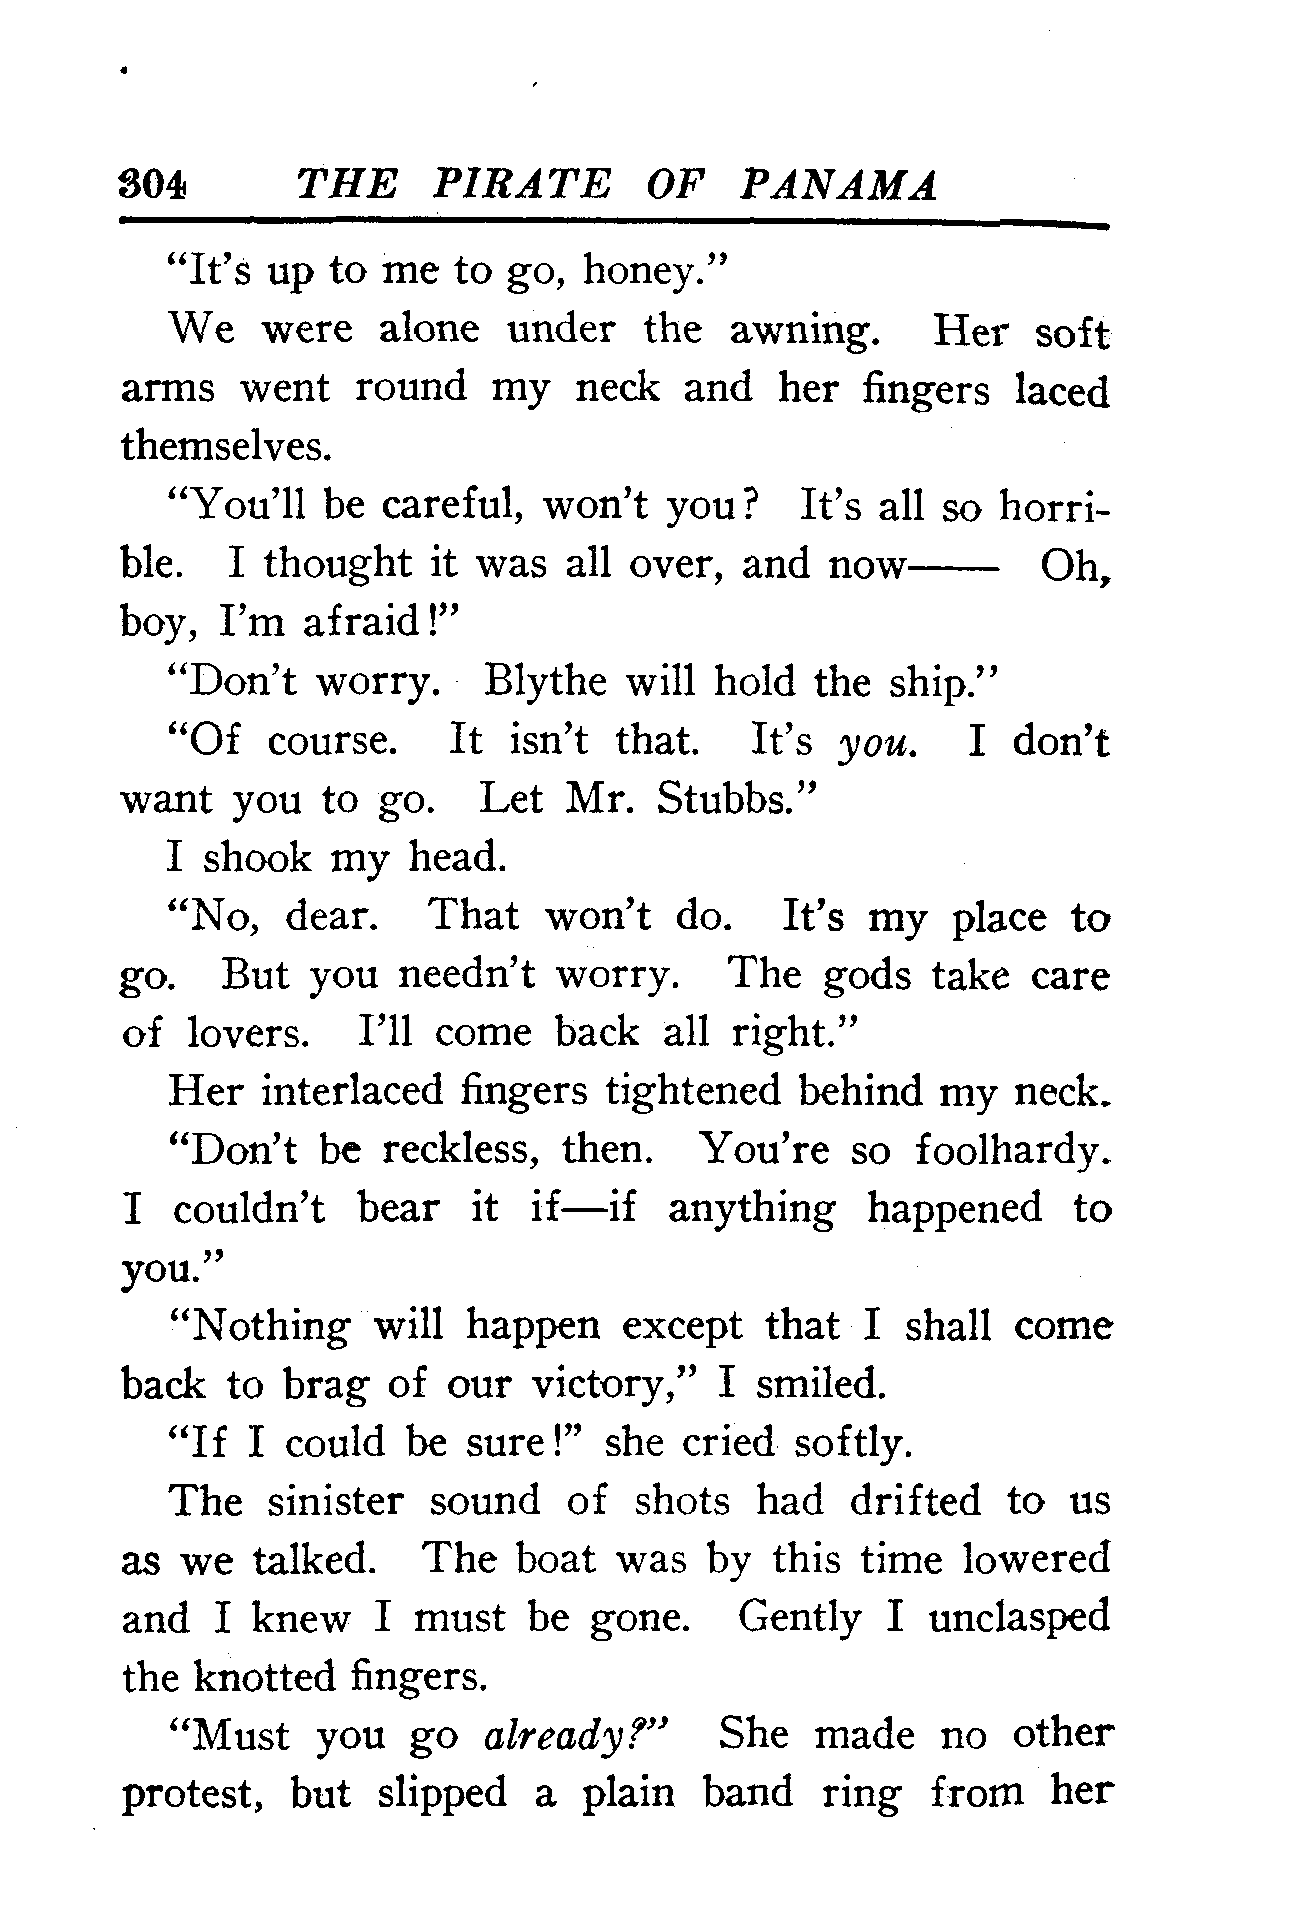 304 THE PIRATE OF PANAMA
“It’s up to me to go, honey.”
We were alone under the awning. Her soft
arms went round my neck and her fingers laced
themselves.
“You’ll be careful, won’t you? It’s all so horri-
ble. I thought it was all over, and now—— Oh,
boy, I’m afraid!”
“Don’t worry. Blythe will hold the ship.”
“Of course. It isn’t that. It’s you. I don’t
want you to go. Let Mr. Stubbs.”
I shook my head.
“No, dear. That won’t do. It’s my place to
go. But you needn’t worry. The gods take care
of lovers. I’ll come back all right.”
Her interlaced fingers tightened behind my neck.
“Don’t be reckless, then. You’re so foolhardy.
I couldn’t bear it if—if anything happened to
you.”
“Nothing will happen except that I shall come
back to brag of our victory,” I smiled.
“If I could be sure!” she cried softly.
The sinister sound of shots had drifted to us
as we talked. The boat was by this time lowered
and I knew I must be gone. Gently I unclasped
the knotted fingers.
“Must you go already?” She made no other
protest, but slipped a plain band ring from her